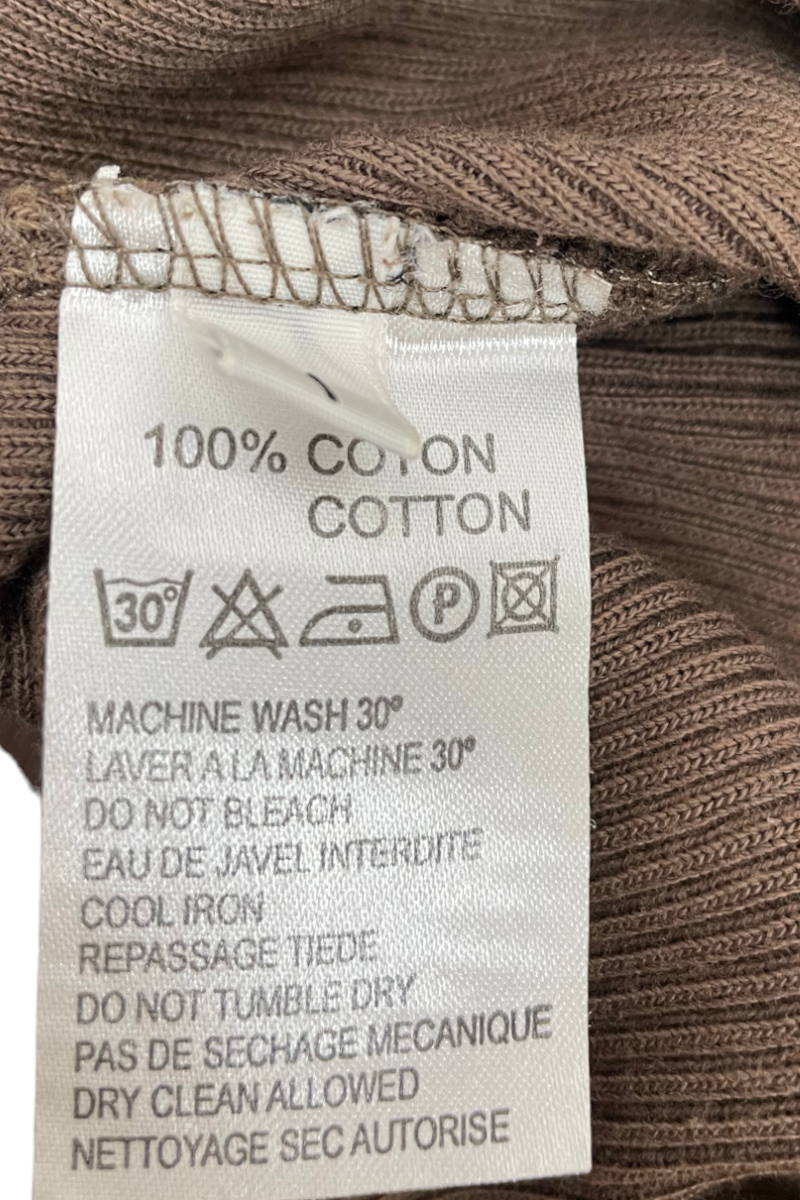 100% COTON
COTTON
30°
P
MACHINE WASH 30°
LAVER A LA MACHINE 30°
DO NOT BLEACH
EAU DE JAVEL INTERDITE
COOL IRON
REPASSAGE TIEDE
DO NOT TUMBLE DRY
PAS DE SECHAGE MECANIQUE
DRY CLEAN ALLOWED
NETTOYAGE SEC AUTORISE